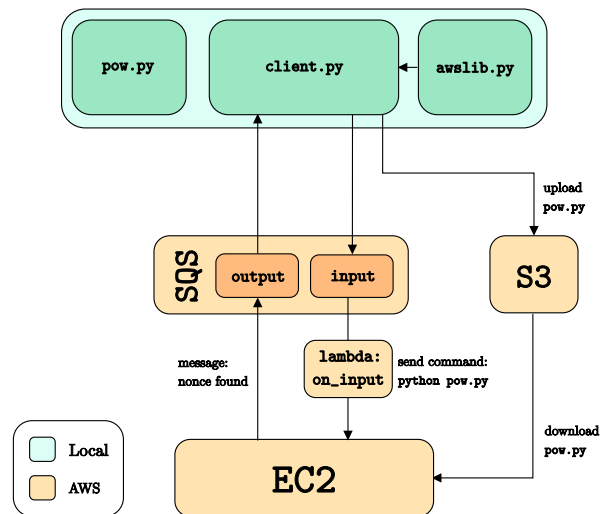 pow.py
client.py
awslib.py
upload
pow.py
SQS
output
input
S3
message:
nonce found
lambda:
on_input
send command:
python pow.py
download
pow.py
EC2
Local
AWS